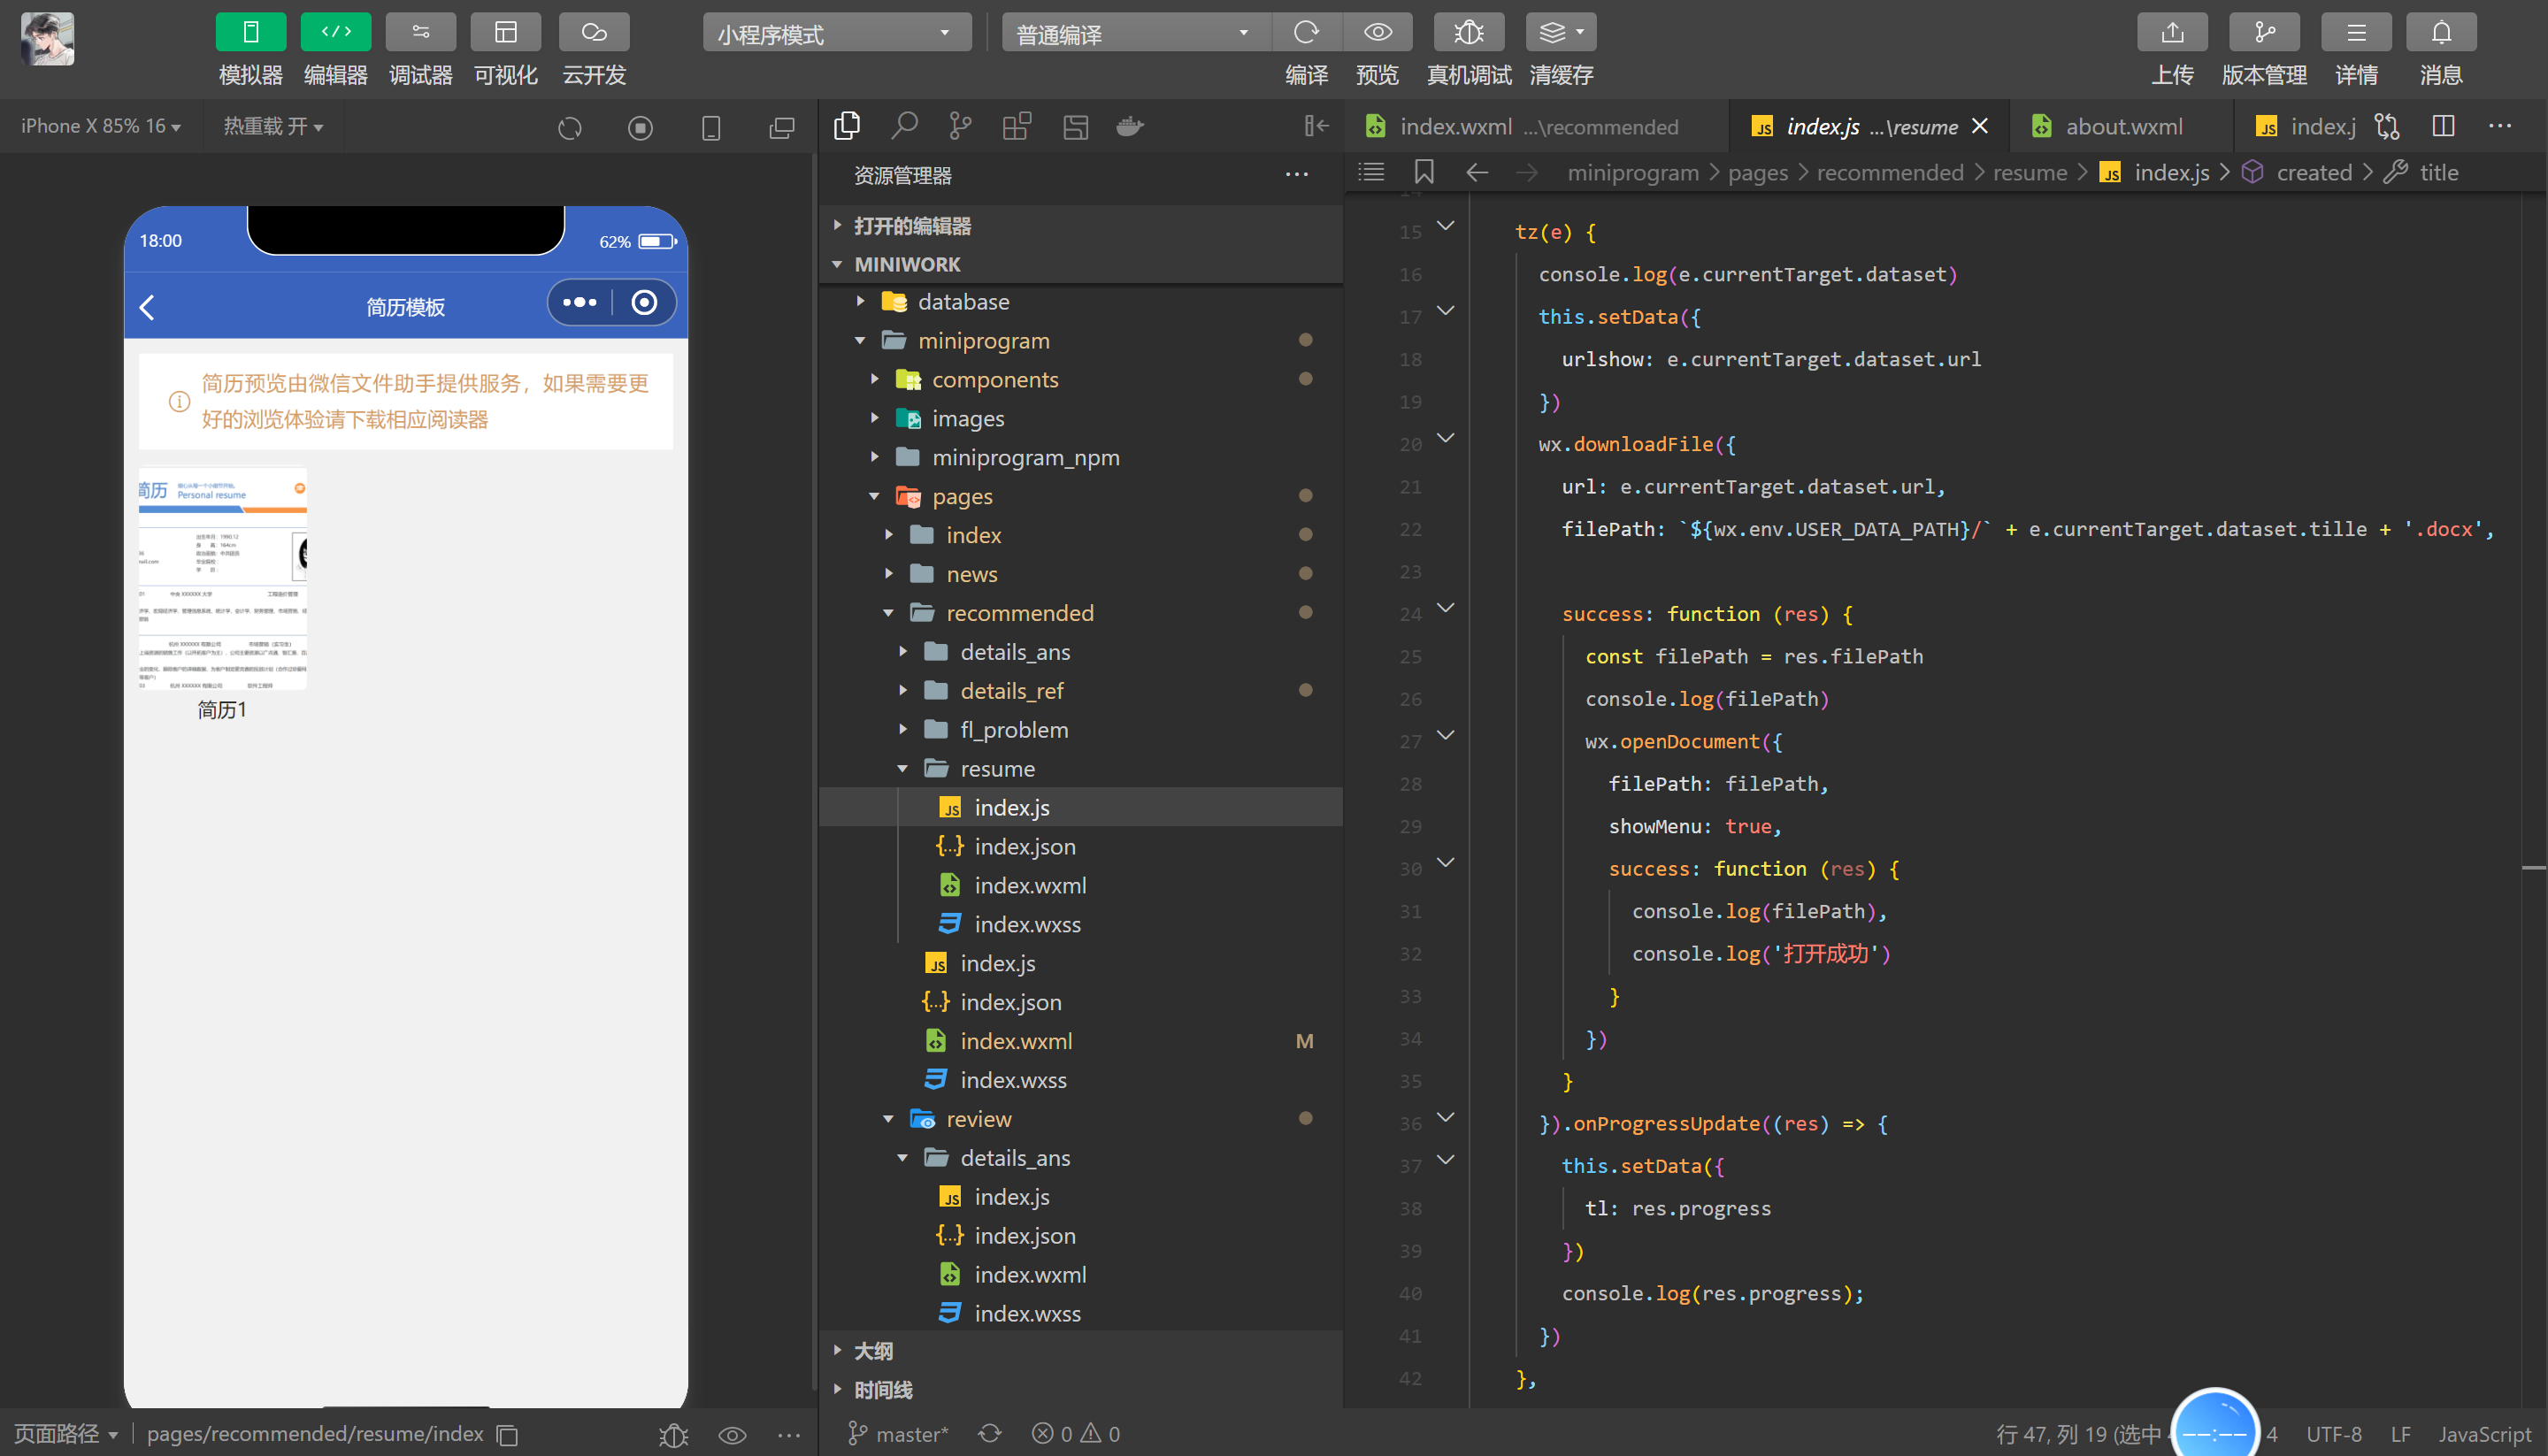 模拟器 编辑器 调试器 可视化 云开发
小程序模式
普通编译
编译 预览 真机调试 清缓存
上传 版本管理 详情 消息
iPhone X 85% 16
热重载 开
18:00
62%
简历模板
简历预览由微信文件助手提供服务，如果需要更
好的浏览体验请下载相应阅读器
简历
Personal resume
简历1
页面路径
pages/recommended/resume/index
资源管理器
打开的编辑器
MINIWORK
database
miniprogram
components
images
miniprogram_npm
pages
index
news
recommended
details_ans
details_ref
fl_problem
resume
JS index.js
{..} index.json
index.wxml
index.wxss
JS index.js
{..} index.json
index.wxml M
index.wxss
review
details_ans
JS index.js
{..} index.json
index.wxml
index.wxss
大纲
时间线
master*
0 0
index.wxml ...\recommended
JS index.js ...\resume
about.wxml
JS index.j
miniprogram > pages > recommended > resume > JS index.js > created > title
15 tz(e) {
16 console.log(e.currentTarget.dataset)
17 this.setData({
18 urlshow: e.currentTarget.dataset.url
19 })
20 wx.downloadFile({
21 url: e.currentTarget.dataset.url,
22 filePath: `${wx.env.USER_DATA_PATH}/` + e.currentTarget.dataset.tille + '.docx',
23
24 success: function (res) {
25 const filePath = res.filePath
26 console.log(filePath)
27 wx.openDocument({
28 filePath: filePath,
29 showMenu: true,
30 success: function (res) {
31 console.log(filePath),
32 console.log('打开成功')
33 }
34 })
35 }
36 }).onProgressUpdate((res) => {
37 this.setData({
38 tl: res.progress
39 })
40 console.log(res.progress);
41 })
42 },
行 47, 列 19 (选中
--:--
4
UTF-8
LF
JavaScript